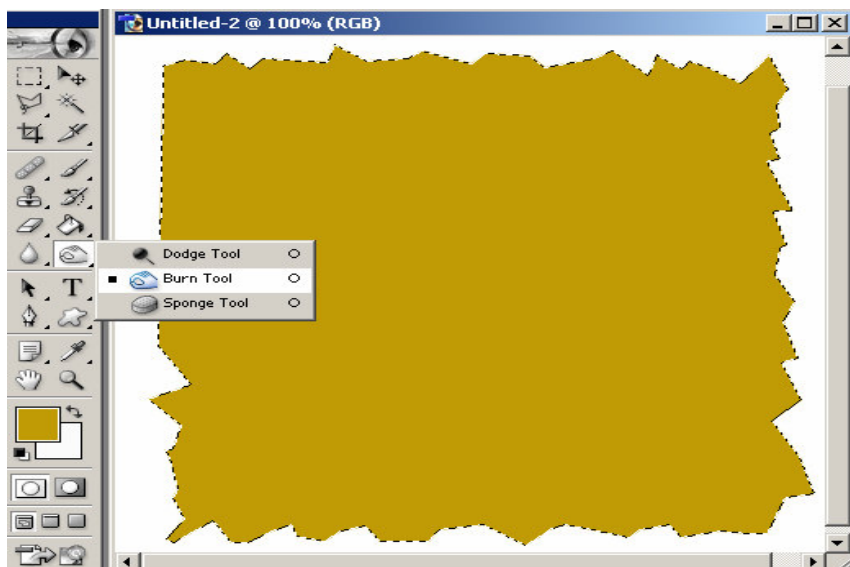 Untitled-2 @ 100% (RGB)
Dodge Tool O
Burn Tool O
Sponge Tool O
T